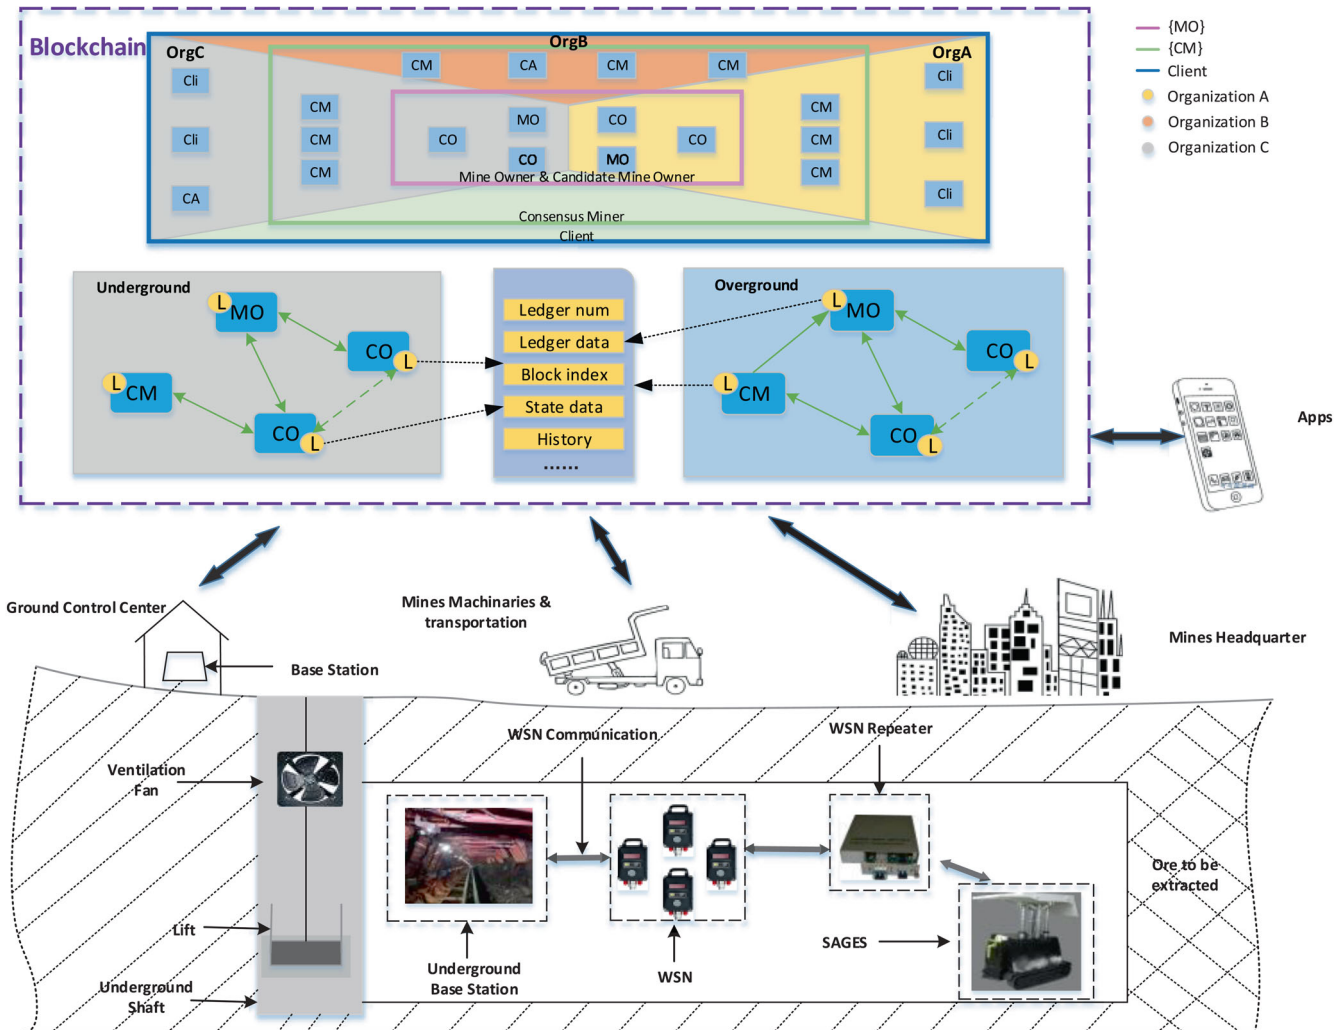 Blockchain
OrgC
OrgB
OrgA
Cli
Cli
CA
CM
CA
CM
CM
CM
CM
CM
CO
MO
CO
CO
MO
CO
CM
CM
CM
Cli
Cli
Cli
Mine Owner & Candidate Mine Owner
Consensus Miner
Client
{MO}
{CM}
Client
Organization A
Organization B
Organization C
Underground
L
MO
CO
L
L
CM
CO
L
Ledger num
Ledger data
Block index
State data
History
......
Overground
L
MO
CO
L
L
CM
CO
L
Apps
Ground Control Center
Base Station
Mines Machinaries &
transportation
Mines Headquarter
WSN Communication
WSN Repeater
Ventilation
Fan
Lift
Underground
Shaft
Underground
Base Station
WSN
SAGES
Ore to be
extracted